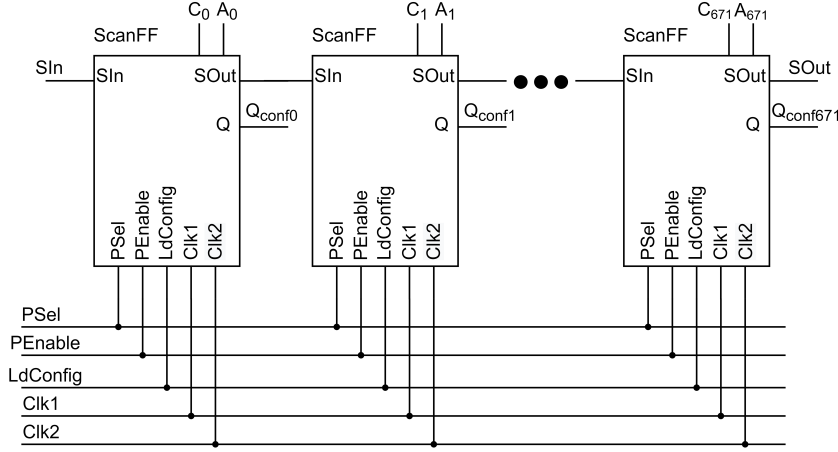 C0 A0 C1 A1 C671 A671
ScanFF ScanFF ScanFF
SIn SIn SOut SIn SOut SIn SOut SOut
Q Qconf0 Q Qconf1 Q Qconf671
PSel PEnable LdConfig Clk1 Clk2 PSel PEnable LdConfig Clk1 Clk2 PSel PEnable LdConfig Clk1 Clk2
PSel
PEnable
LdConfig
Clk1
Clk2